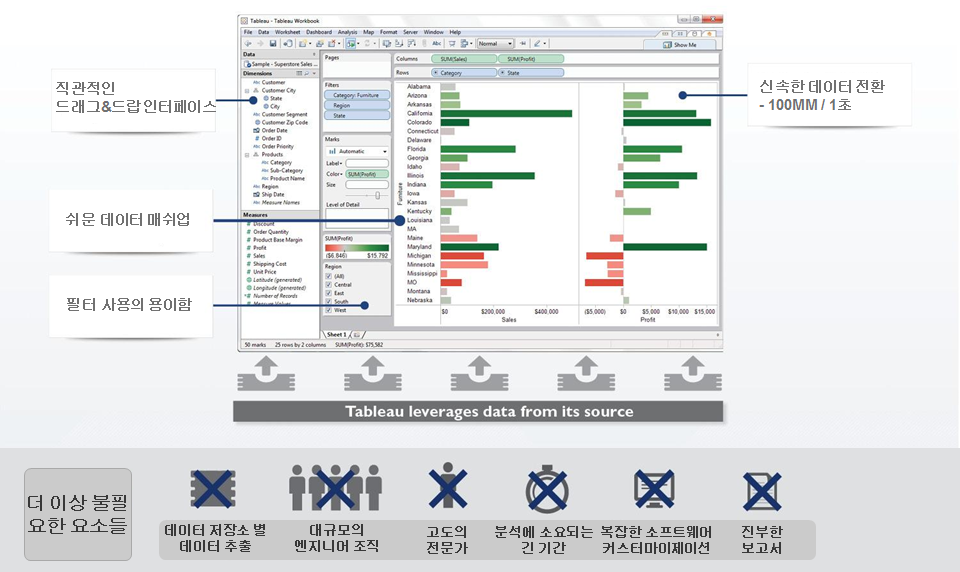 Tableau - Tableau Workbook
File Data Worksheet Dashboard Analysis Map Format Server Window Help
Abc
Normal
Show Me
Data
Sample - Superstore Sales ...
Dimensions
Abc Customer
Customer City
State
City
Abc Customer Segment
Customer Zip Code
Order Date
Order ID
Abc Order Priority
Products
Abc Category
Abc Sub-Category
Abc Product Name
Abc Region
Ship Date
Abc Measure Names
Measures
Discount
Order Quantity
Product Base Margin
Profit
Sales
Shipping Cost
Unit Price
Latitude (generated)
Longitude (generated)
Number of Records
Measure Values
Pages
Filters
Category: Furniture
Region
State
Marks
Automatic
Label
Color SUM(Profit)
Size
Level of Detail
SUM(Profit)
($6,846) $15,792
Region
(All)
Central
East
South
West
Columns SUM(Sales) SUM(Profit)
Rows Category State
Furniture
Alabama
Arizona
Arkansas
California
Colorado
Connecticut
Delaware
Florida
Georgia
Idaho
Illinois
Indiana
Iowa
Kansas
Kentucky
Louisiana
MA
Maine
Maryland
Michigan
Minnesota
Mississippi
MO
Montana
Nebraska
$0 $200,000 $400,000 ($5,000) $0 $5,000 $10,000 $15,000
Sales Profit
Sheet 1
50 marks 25 rows by 2 columns SUM(Profit): $75,582
직관적인
드래그&드랍인터페이스
쉬운 데이터 매쉬업
필터 사용의 용이함
신속한 데이터 전환
- 100MM / 1초
Tableau leverages data from its source
더 이상 불필
요한 요소들
데이터 저장소 별
데이터 추출
대규모의
엔지니어 조직
고도의
전문가
분석에 소요되는
긴 기간
복잡한 소프트웨어
커스터마이제이션
진부한
보고서